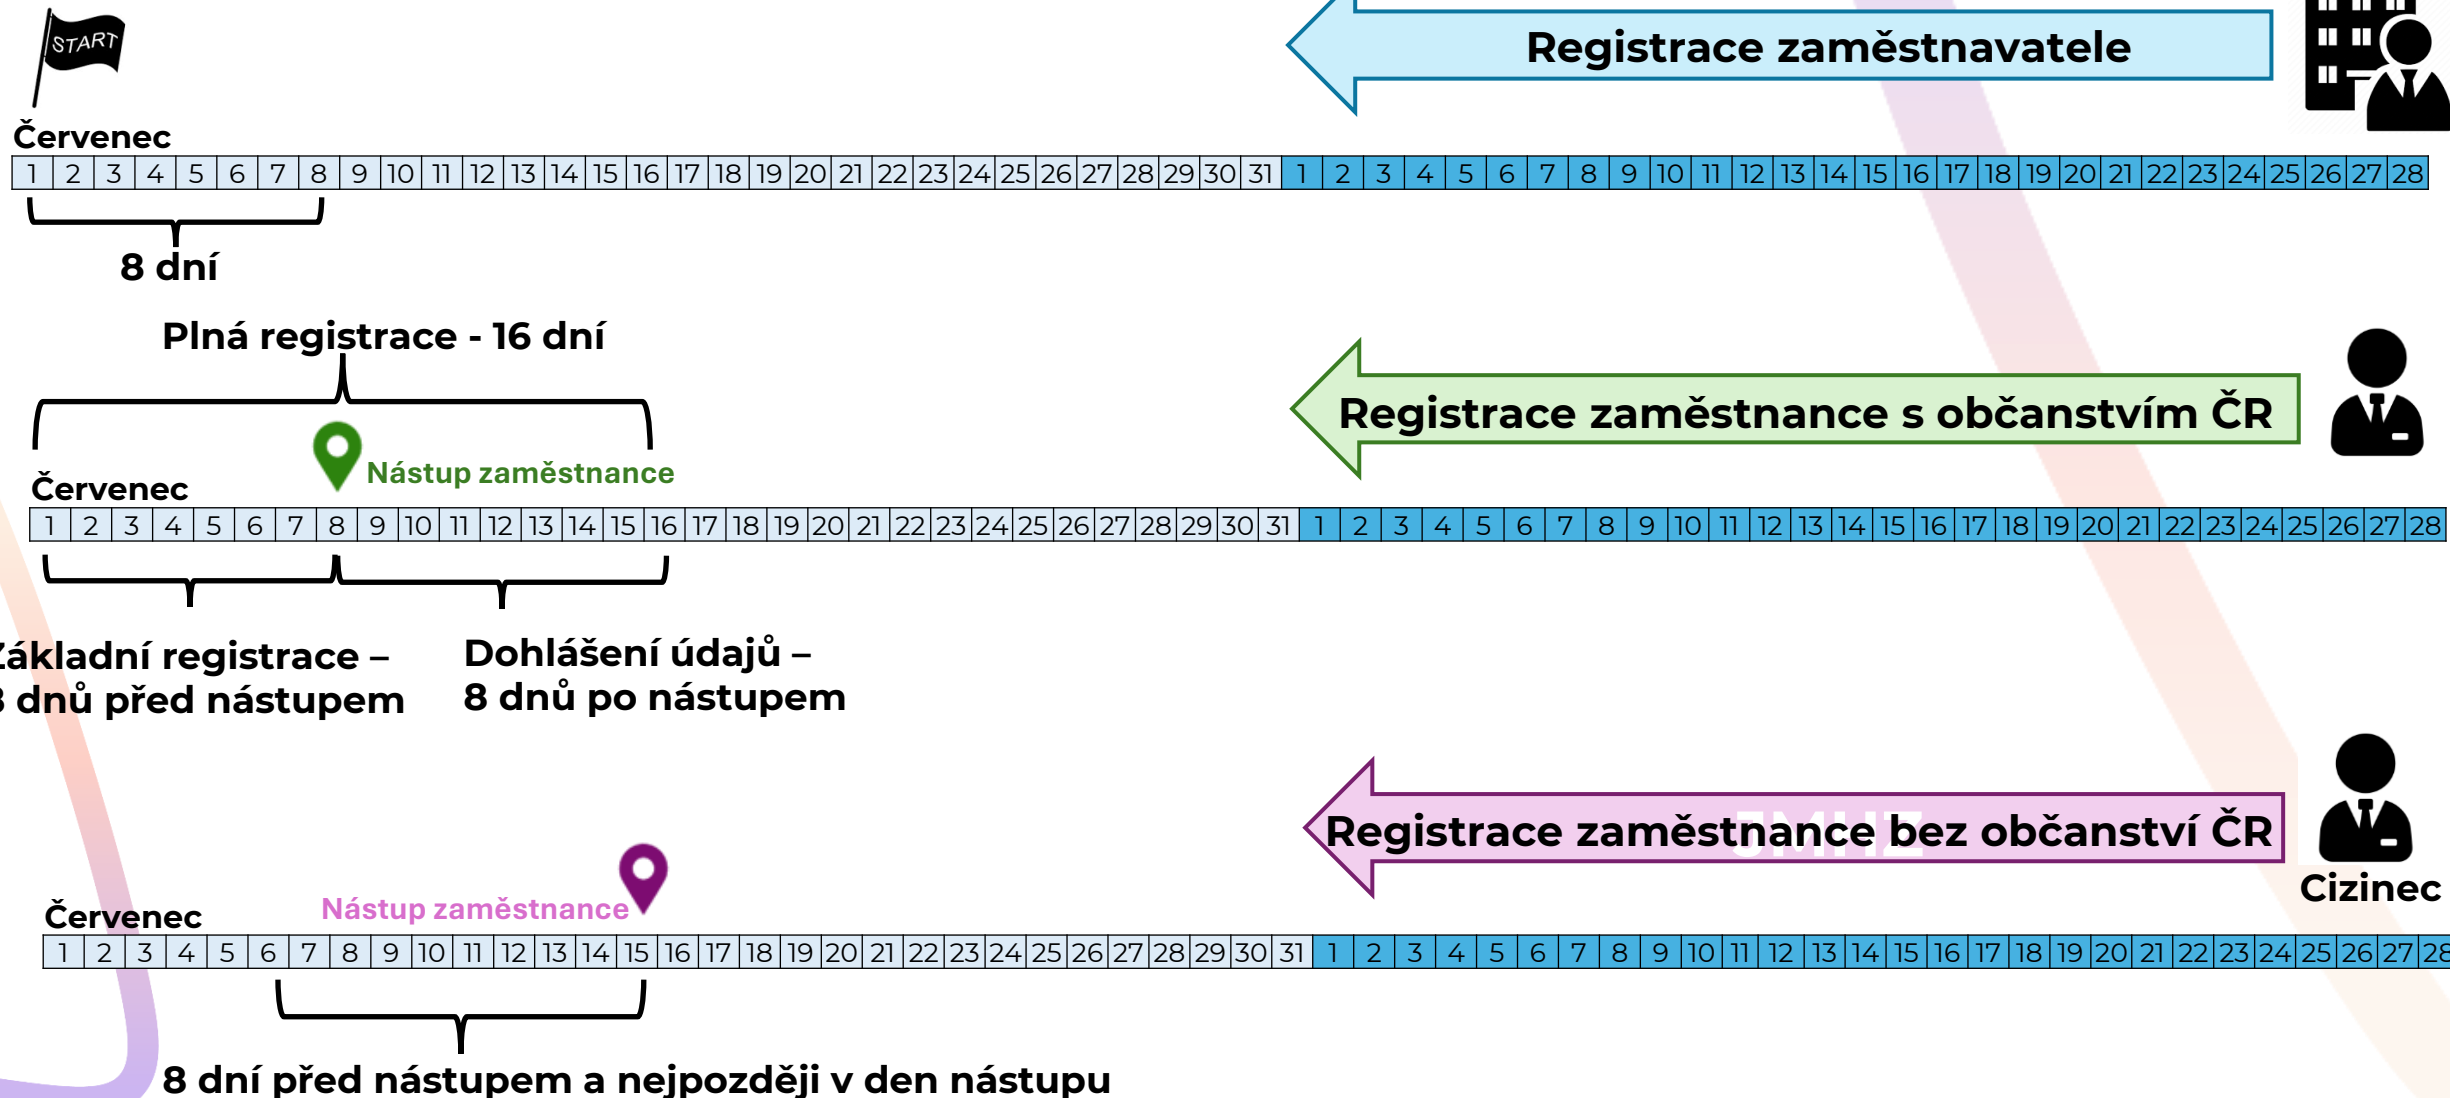 START
Registrace zaměstnavatele
Červenec
1 2 3 4 5 6 7 8 9 10 11 12 13 14 15 16 17 18 19 20 21 22 23 24 25 26 27 28 29 30 31 1 2 3 4 5 6 7 8 9 10 11 12 13 14 15 16 17 18 19 20 21 22 23 24 25 26 27 28
8 dní
Plná registrace - 16 dní
Registrace zaměstnance s občanstvím ČR
Nástup zaměstnance
Červenec
1 2 3 4 5 6 7 8 9 10 11 12 13 14 15 16 17 18 19 20 21 22 23 24 25 26 27 28 29 30 31 1 2 3 4 5 6 7 8 9 10 11 12 13 14 15 16 17 18 19 20 21 22 23 24 25 26 27 28
Základní registrace –
8 dnů před nástupem
Dohlášení údajů –
8 dnů po nástupem
JMHZ
Registrace zaměstnance bez občanství ČR
Cizinec
Nástup zaměstnance
Červenec
1 2 3 4 5 6 7 8 9 10 11 12 13 14 15 16 17 18 19 20 21 22 23 24 25 26 27 28 29 30 31 1 2 3 4 5 6 7 8 9 10 11 12 13 14 15 16 17 18 19 20 21 22 23 24 25 26 27 28
8 dní před nástupem a nejpozději v den nástupu